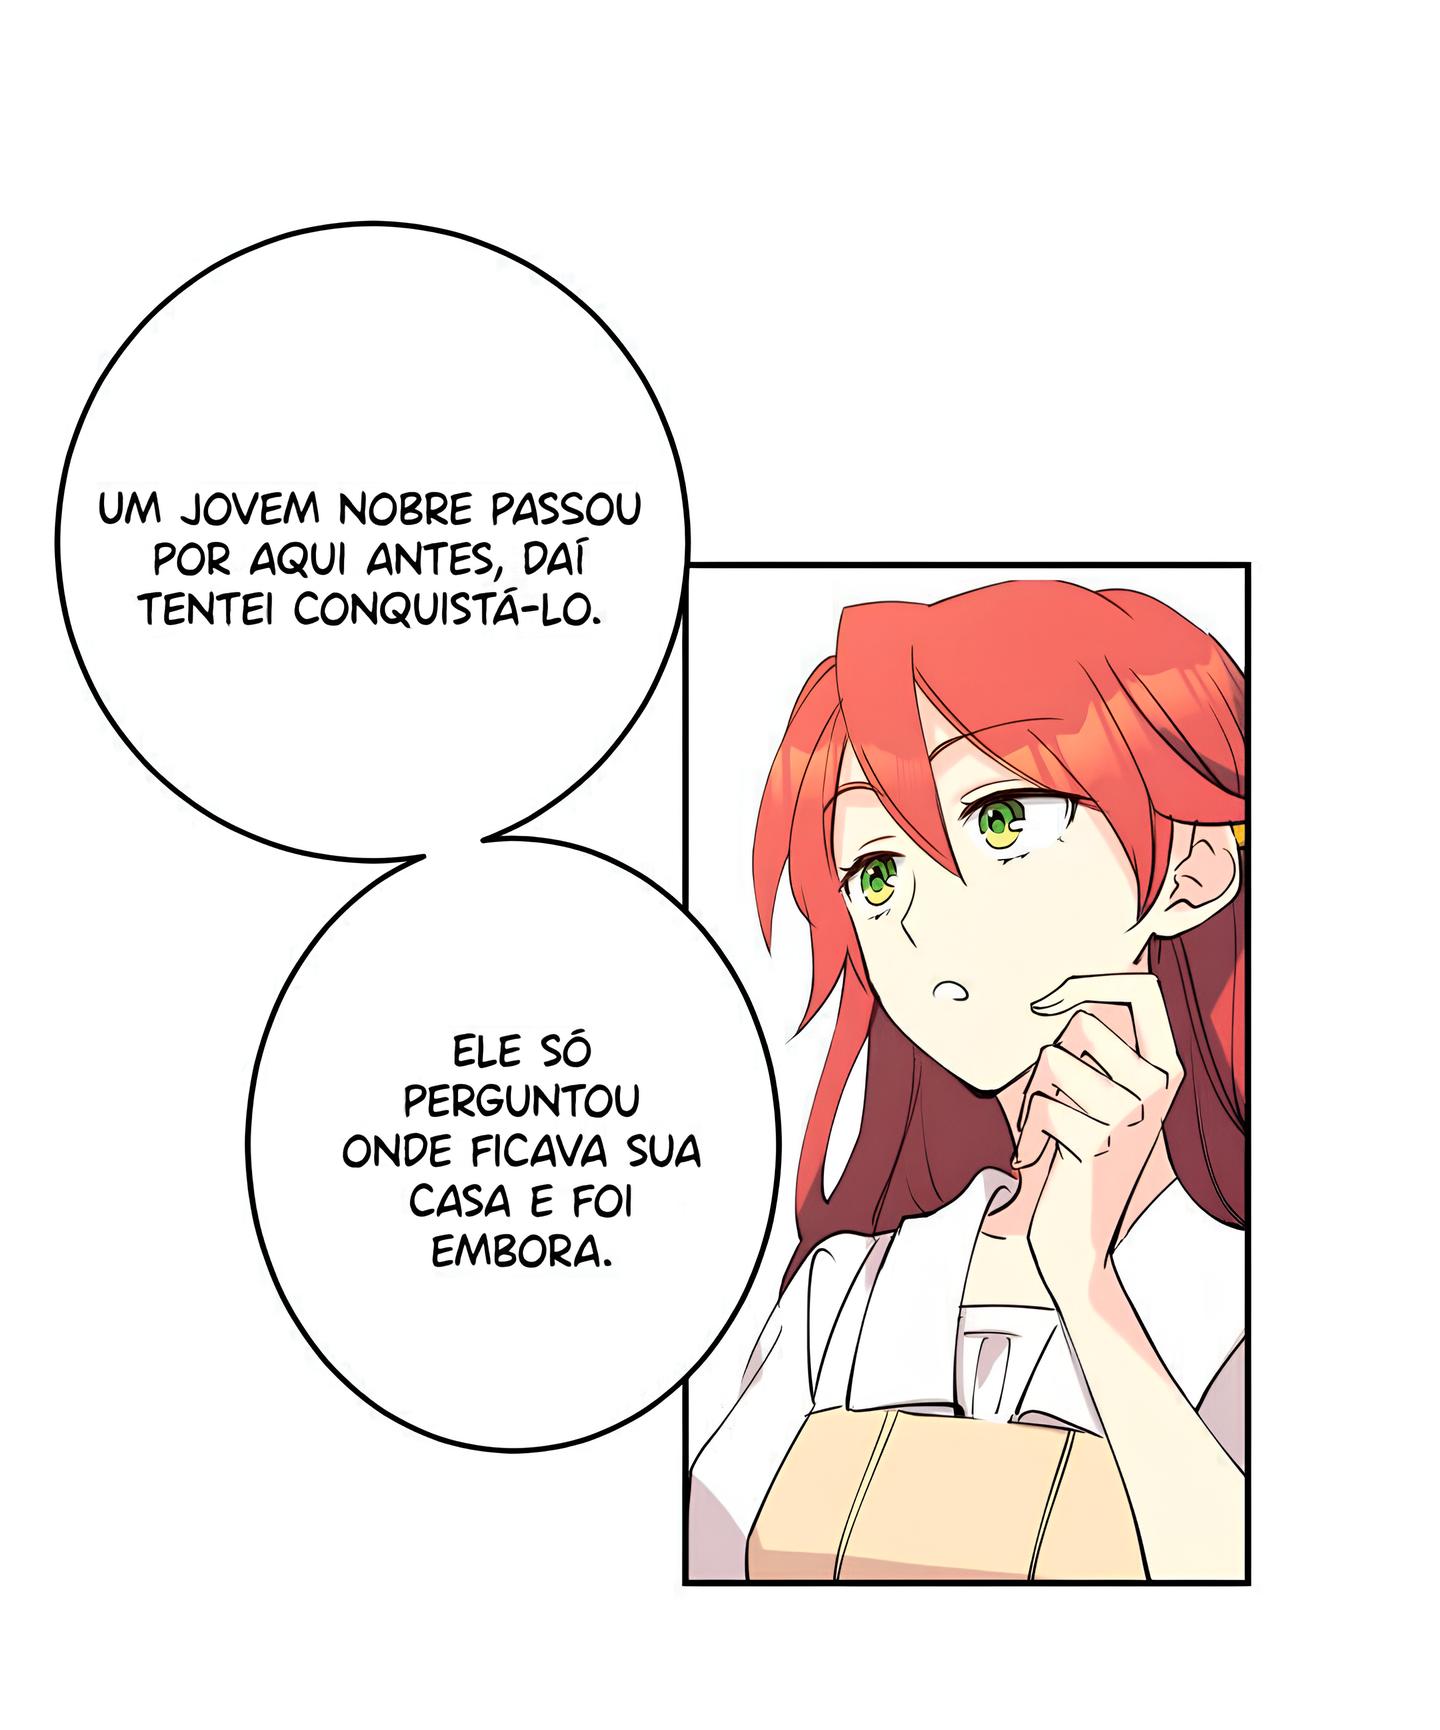 UM JOVEM NOBRE PASSOU
POR AQUI ANTES, DAÍ
TENTEI CONQUISTÁ-LO.
ELE SÓ
PERGUNTOU
ONDE FICAVA SUA
CASA E FOI
EMBORA.